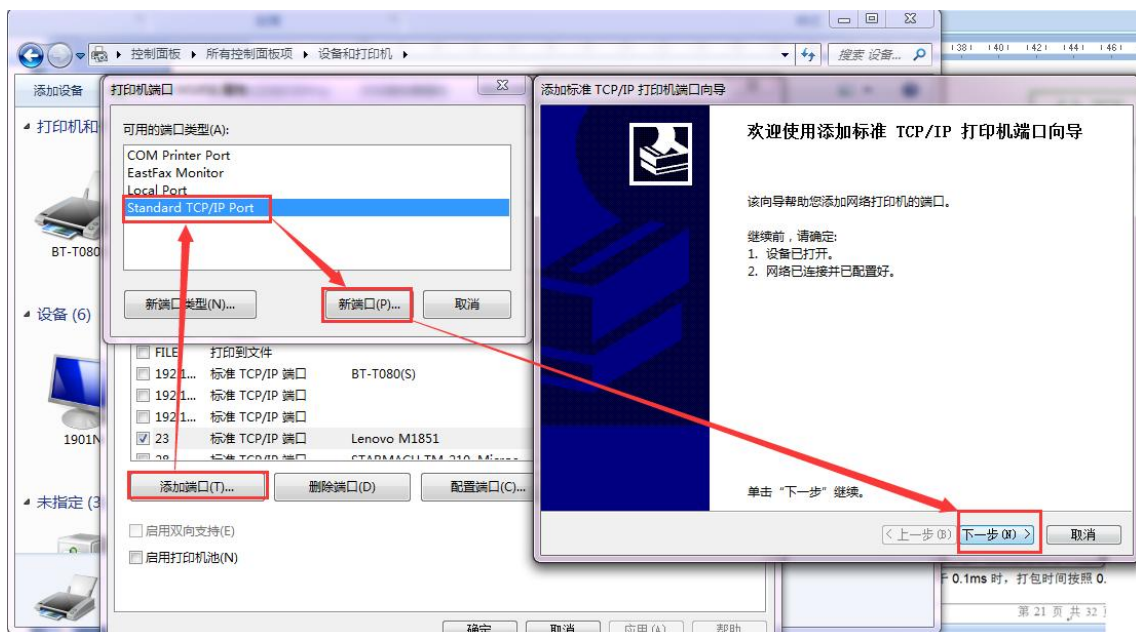 控制面板 ▸ 所有控制面板项 ▸ 设备和打印机 ▸
搜索 设备...
138 140 142 144 146
添加设备
打印机和
BT-T080
设备 (6)
1901N
未指定 (3
打印机端口
可用的端口类型(A):
COM Printer Port
EastFax Monitor
Local Port
Standard TCP/IP Port
新端口类型(N)...
新端口(P)...
取消
FILE: 打印到文件
192.1... 标准 TCP/IP 端口 BT-T080(S)
192.1... 标准 TCP/IP 端口
192.1... 标准 TCP/IP 端口
23 标准 TCP/IP 端口 Lenovo M1851
添加端口(T)...
删除端口(D)
配置端口(C)...
启用双向支持(E)
启用打印机池(N)
确定
取消
应用(A)
帮助
添加标准 TCP/IP 打印机端口向导
欢迎使用添加标准 TCP/IP 打印机端口向导
该向导帮助您添加网络打印机的端口。
继续前，请确定:
1. 设备已打开。
2. 网络已连接并已配置好。
单击 “下一步” 继续。
< 上一步(B)
下一步(N) >
取消
于 0.1ms 时，打包时间按照 0.
第 21 页 共 32